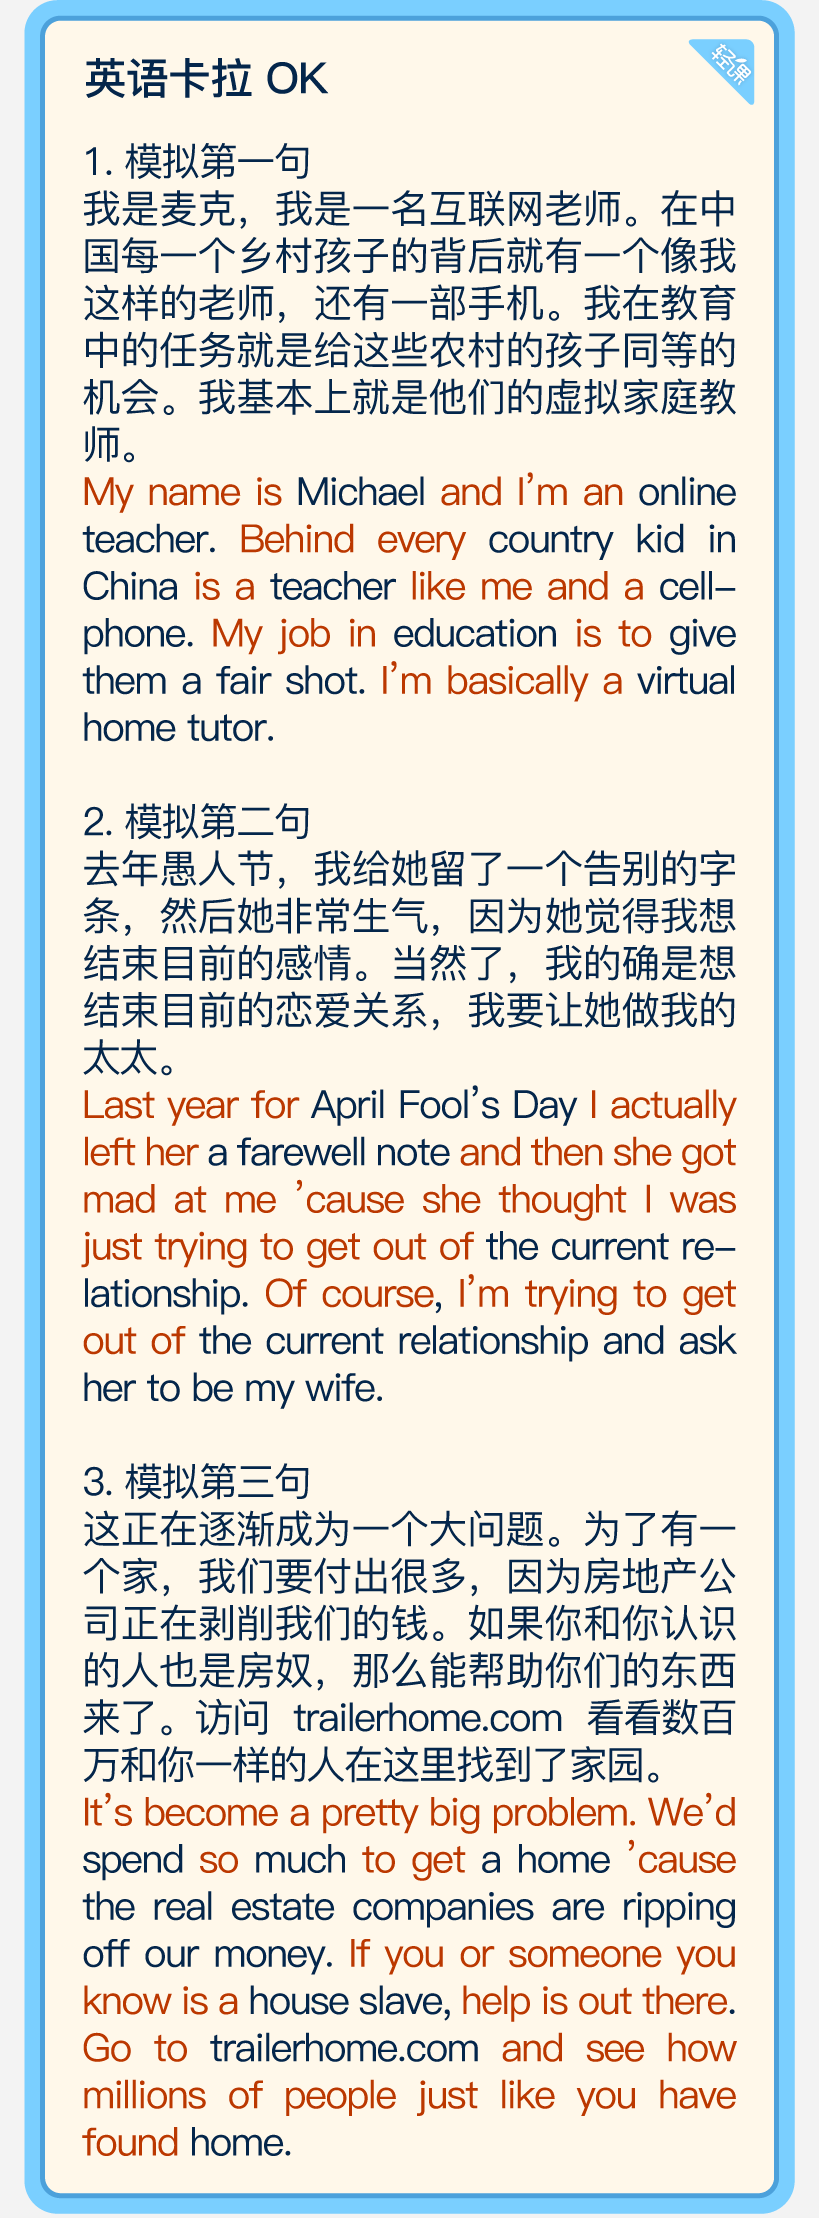 英语卡拉 OK
轻课
1. 模拟第一句
我是麦克，我是一名互联网老师。在中
国每一个乡村孩子的背后就有一个像我
这样的老师，还有一部手机。我在教育
中的任务就是给这些农村的孩子同等的
机会。我基本上就是他们的虚拟家庭教
师。
My name is Michael and I'm an online
teacher. Behind every country kid in
China is a teacher like me and a cell-
phone. My job in education is to give
them a fair shot. I'm basically a virtual
home tutor.
2. 模拟第二句
去年愚人节，我给她留了一个告别的字
条，然后她非常生气，因为她觉得我想
结束目前的感情。当然了，我的确是想
结束目前的恋爱关系，我要让她做我的
太太。
Last year for April Fool's Day I actually
left her a farewell note and then she got
mad at me 'cause she thought I was
just trying to get out of the current re-
lationship. Of course, I'm trying to get
out of the current relationship and ask
her to be my wife.
3. 模拟第三句
这正在逐渐成为一个大问题。为了有一
个家，我们要付出很多，因为房地产公
司正在剥削我们的钱。如果你和你认识
的人也是房奴，那么能帮助你们的东西
来了。访问 trailerhome.com 看看数百
万和你一样的人在这里找到了家园。
It's become a pretty big problem. We'd
spend so much to get a home 'cause
the real estate companies are ripping
off our money. If you or someone you
know is a house slave, help is out there.
Go to trailerhome.com and see how
millions of people just like you have
found home.